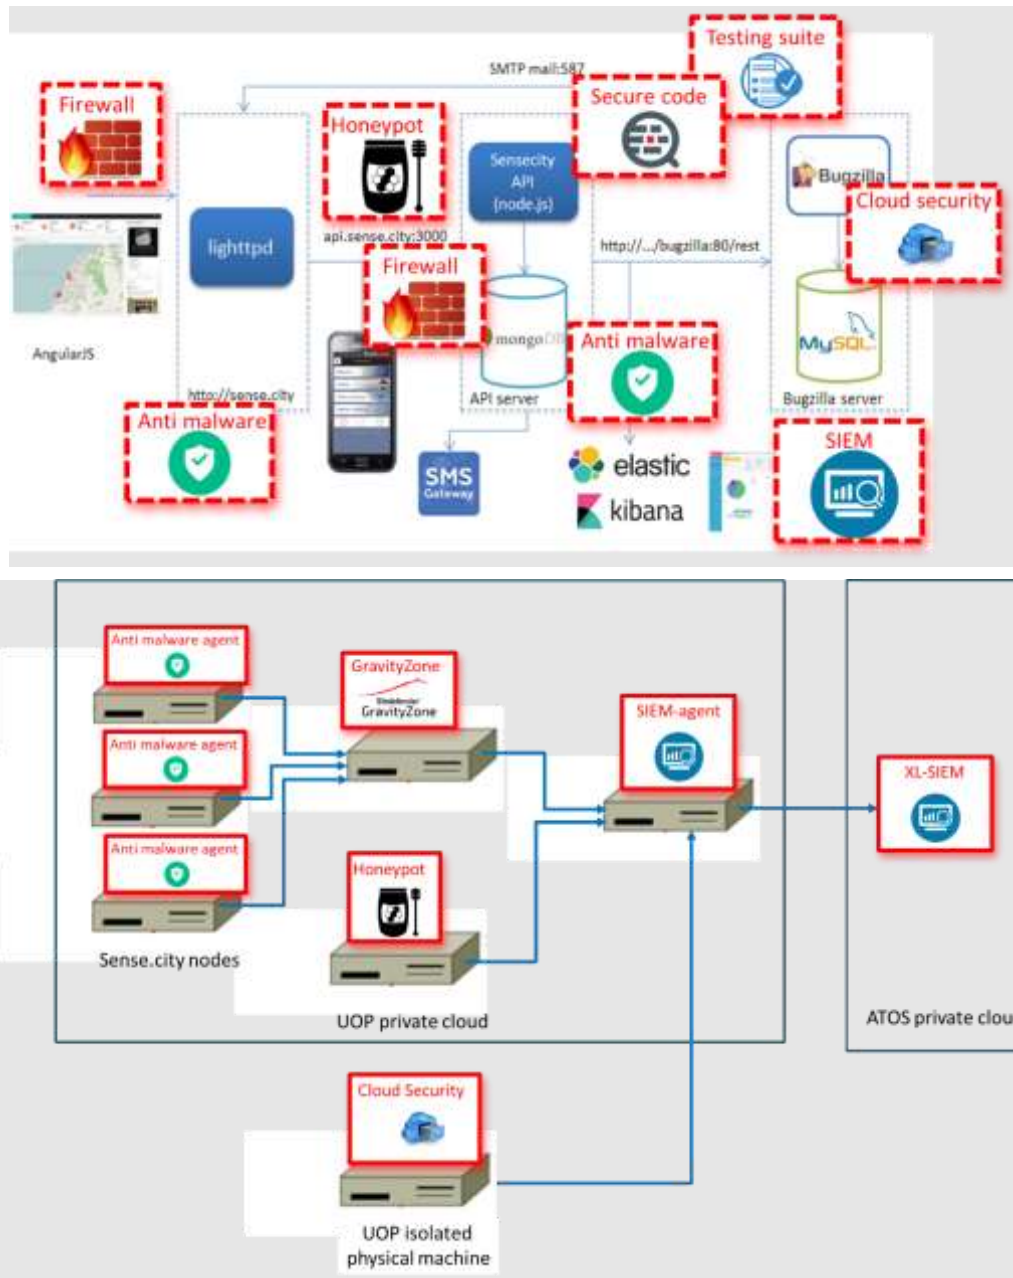 Testing suite
SMTP mail:587
Firewall
Secure code
Honeypot
Sensecity
API
(node.js)
Bugzilla
Cloud security
lighttpd
api.sense.city:3000
http://.../bugzilla:80/rest
Firewall
mongoDB
Anti malware
MySQL
AngularJS
http://sense.city
API server
Bugzilla server
Anti malware
SIEM
SMS
Gateway
elastic
kibana
Anti malware agent
GravityZone
Bitdefender
GravityZone
SIEM-agent
Anti malware agent
XL-SIEM
Anti malware agent
Honeypot
Sense.city nodes
UOP private cloud
ATOS private clou
Cloud Security
UOP isolated
physical machine